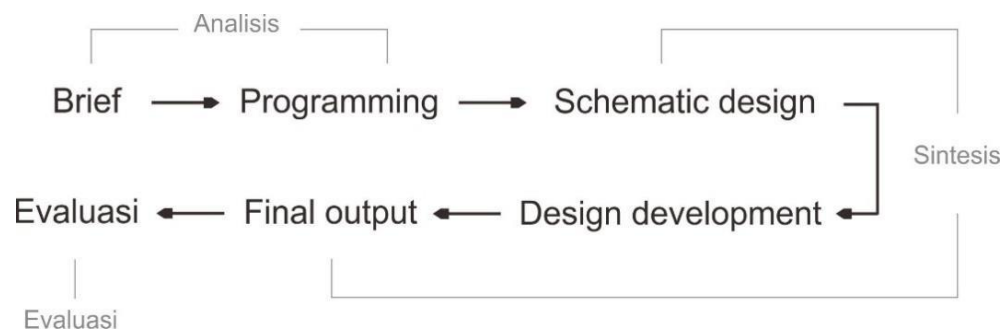 Analisis
Brief Programming Schematic design
Sintesis
Evaluasi Final output Design development
Evaluasi